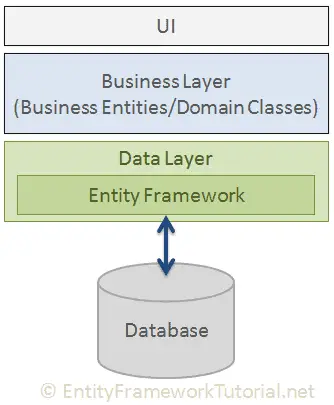 UI
Business Layer
(Business Entities/Domain Classes)
Data Layer
Entity Framework
Database
© EntityFrameworkTutorial.net